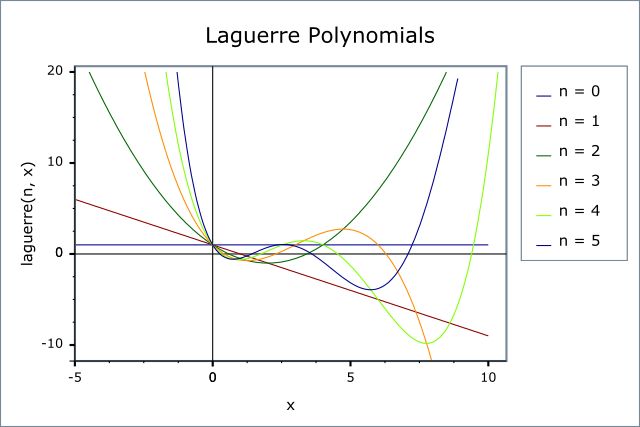 Laguerre Polynomials
laguerre(n, x)
20
10
0
-10
-5
0
5
10
x
n = 0
n = 1
n = 2
n = 3
n = 4
n = 5